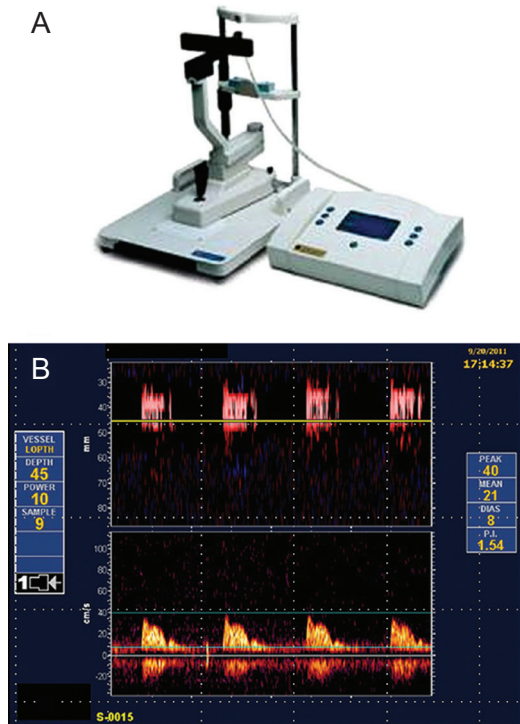 A
B
9/20/2011
17:14:37
VESSEL
LOPTH
DEPTH
45
POWER
10
SAMPLE
9
1
30
40
50
60
70
80
mm
PEAK
40
MEAN
21
DIAS
8
P.I.
1.54
100
80
60
40
20
0
-20
cm/s
S-0015